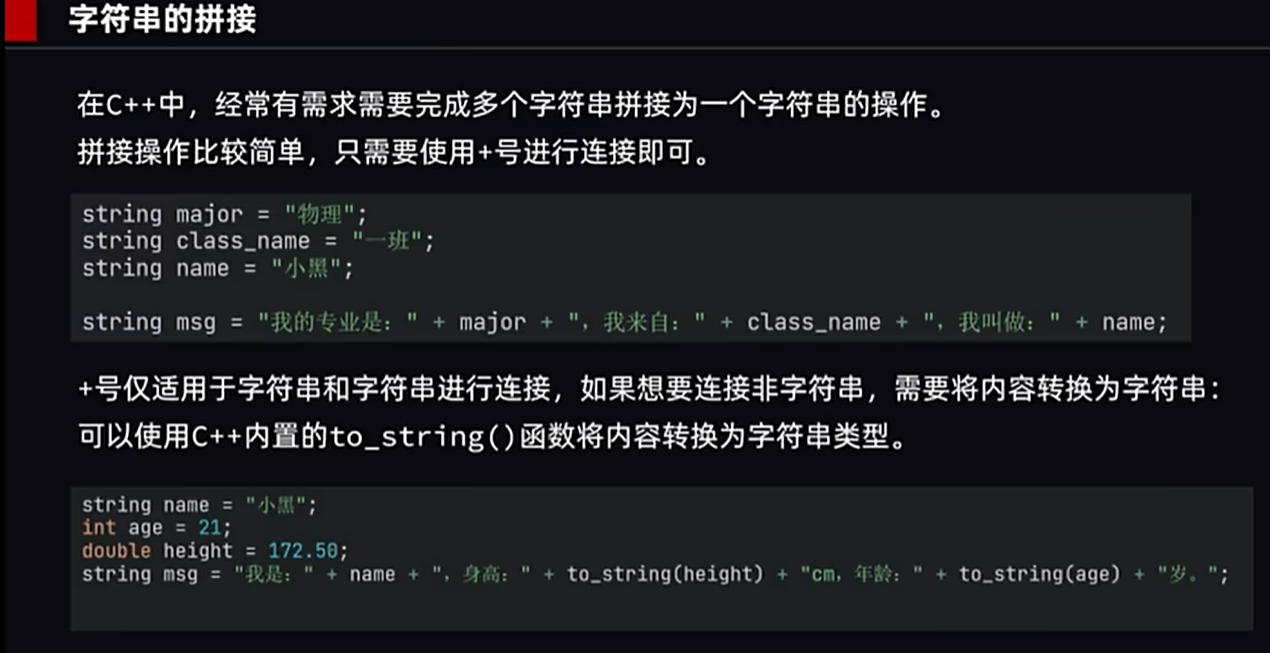 字符串的拼接
在C++中，经常有需求需要完成多个字符串拼接为一个字符串的操作。
拼接操作比较简单，只需要使用+号进行连接即可。
string major = "物理";
string class_name = "一班";
string name = "小黑";
string msg = "我的专业是：" + major + "，我来自：" + class_name + "，我叫做：" + name;
+号仅适用于字符串和字符串进行连接，如果想要连接非字符串，需要将内容转换为字符串：
可以使用C++内置的to_string()函数将内容转换为字符串类型。
string name = "小黑";
int age = 21;
double height = 172.50;
string msg = "我是：" + name + "，身高：" + to_string(height) + "cm，年龄：" + to_string(age) + "岁。";